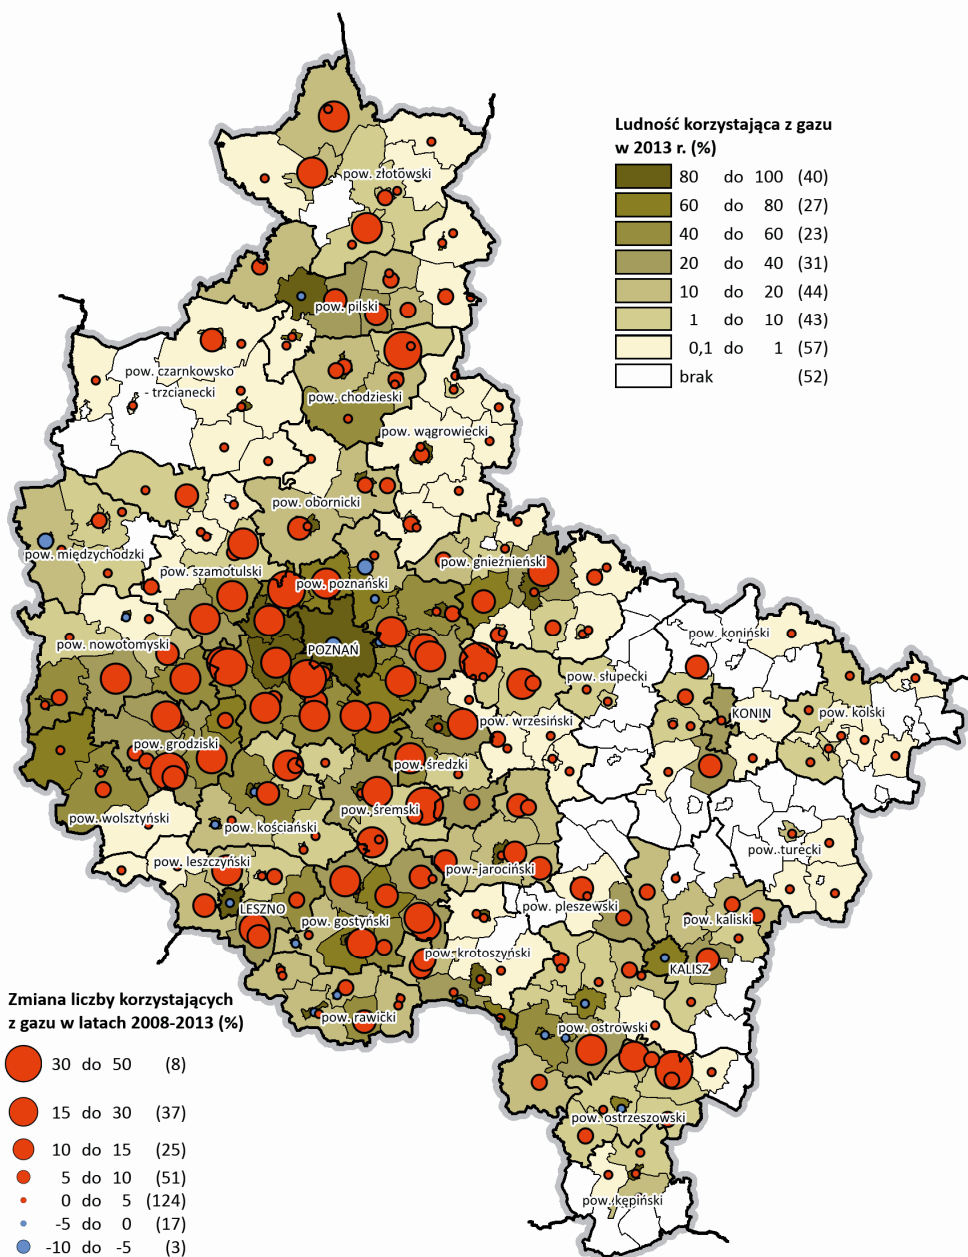 Ludność korzystająca z gazu
w 2013 r. (%)
80 do 100 (40)
60 do 80 (27)
40 do 60 (23)
20 do 40 (31)
10 do 20 (44)
1 do 10 (43)
0,1 do 1 (57)
brak (52)
pow. złotowski
pow. pilski
pow. czarnkowsko
- trzcianecki
pow. chodzieski
pow. wągrowiecki
pow. obornicki
pow. międzychodzki
pow. szamotulski
pow. poznański
pow. gnieźnieński
pow. nowotomyski
POZNAŃ
pow. koniński
pow. słupecki
pow. wrzesiński
KONIN
pow. kolski
pow. grodziski
pow. średzki
pow. wolsztyński
pow. kościański
pow. śremski
pow. turecki
pow. leszczyński
pow. jarociński
LESZNO
pow. gostyński
pow. pleszewski
pow. kaliski
pow. krotoszyński
KALISZ
pow. rawicki
pow. ostrowski
pow. ostrzeszowski
pow. kępiński
Zmiana liczby korzystających
z gazu w latach 2008-2013 (%)
30 do 50 (8)
15 do 30 (37)
10 do 15 (25)
5 do 10 (51)
0 do 5 (124)
-5 do 0 (17)
-10 do -5 (3)